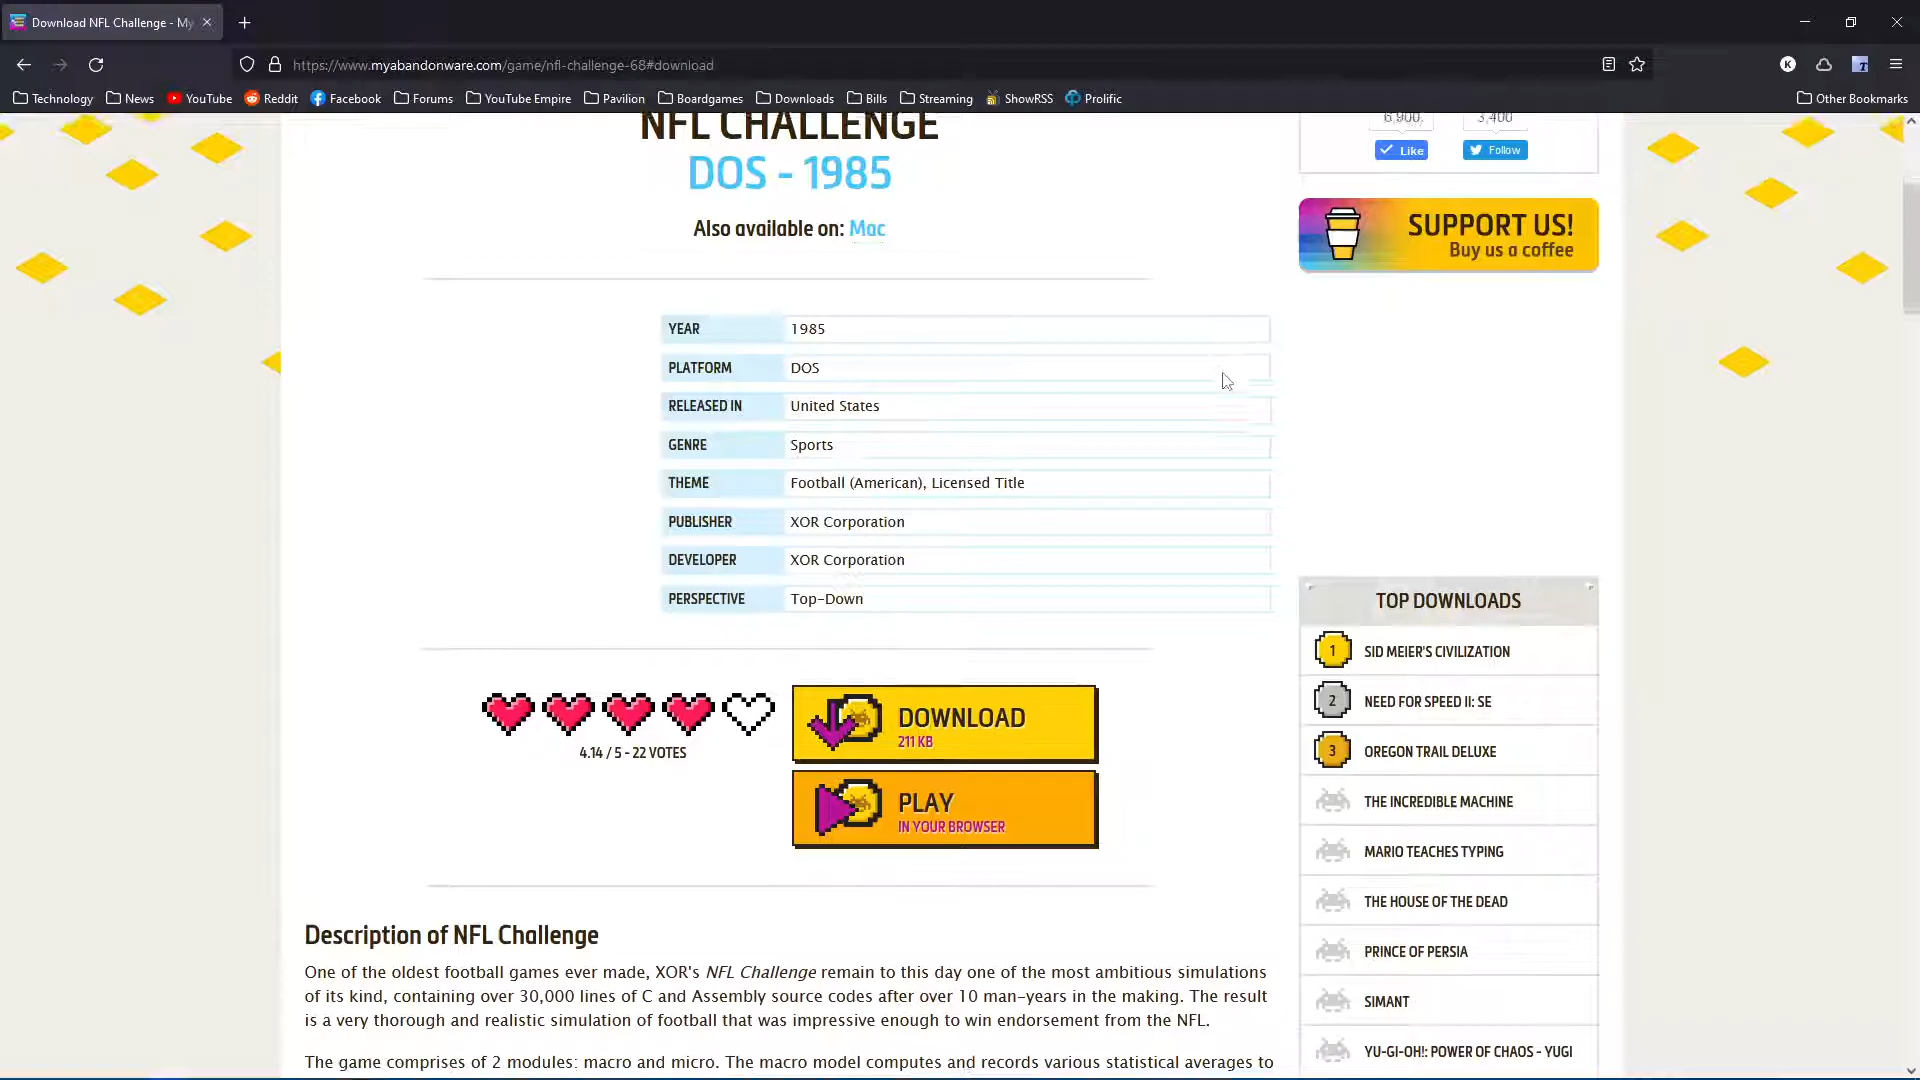 Download NFL Challenge - My
https://www.myabandonware.com/game/nfl-challenge-68#download
Technology
News
YouTube
Reddit
Facebook
Forums
YouTube Empire
Pavilion
Boardgames
Downloads
Bills
Streaming
ShowRSS
Prolific
Other Bookmarks
K
T
NFL CHALLENGE
DOS - 1985
Also available on: Mac
YEAR 1985
PLATFORM DOS
RELEASED IN United States
GENRE Sports
THEME Football (American), Licensed Title
PUBLISHER XOR Corporation
DEVELOPER XOR Corporation
PERSPECTIVE Top-Down
4.14 / 5 - 22 VOTES
DOWNLOAD
211 KB
PLAY
IN YOUR BROWSER
Description of NFL Challenge
One of the oldest football games ever made, XOR's NFL Challenge remain to this day one of the most ambitious simulations
of its kind, containing over 30,000 lines of C and Assembly source codes after over 10 man-years in the making. The result
is a very thorough and realistic simulation of football that was impressive enough to win endorsement from the NFL.
The game comprises of 2 modules: macro and micro. The macro model computes and records various statistical averages to
6,900 3,400
Like Follow
SUPPORT US!
Buy us a coffee
TOP DOWNLOADS
1 SID MEIER'S CIVILIZATION
2 NEED FOR SPEED II: SE
3 OREGON TRAIL DELUXE
THE INCREDIBLE MACHINE
MARIO TEACHES TYPING
THE HOUSE OF THE DEAD
PRINCE OF PERSIA
SIMANT
YU-GI-OH!: POWER OF CHAOS - YUGI